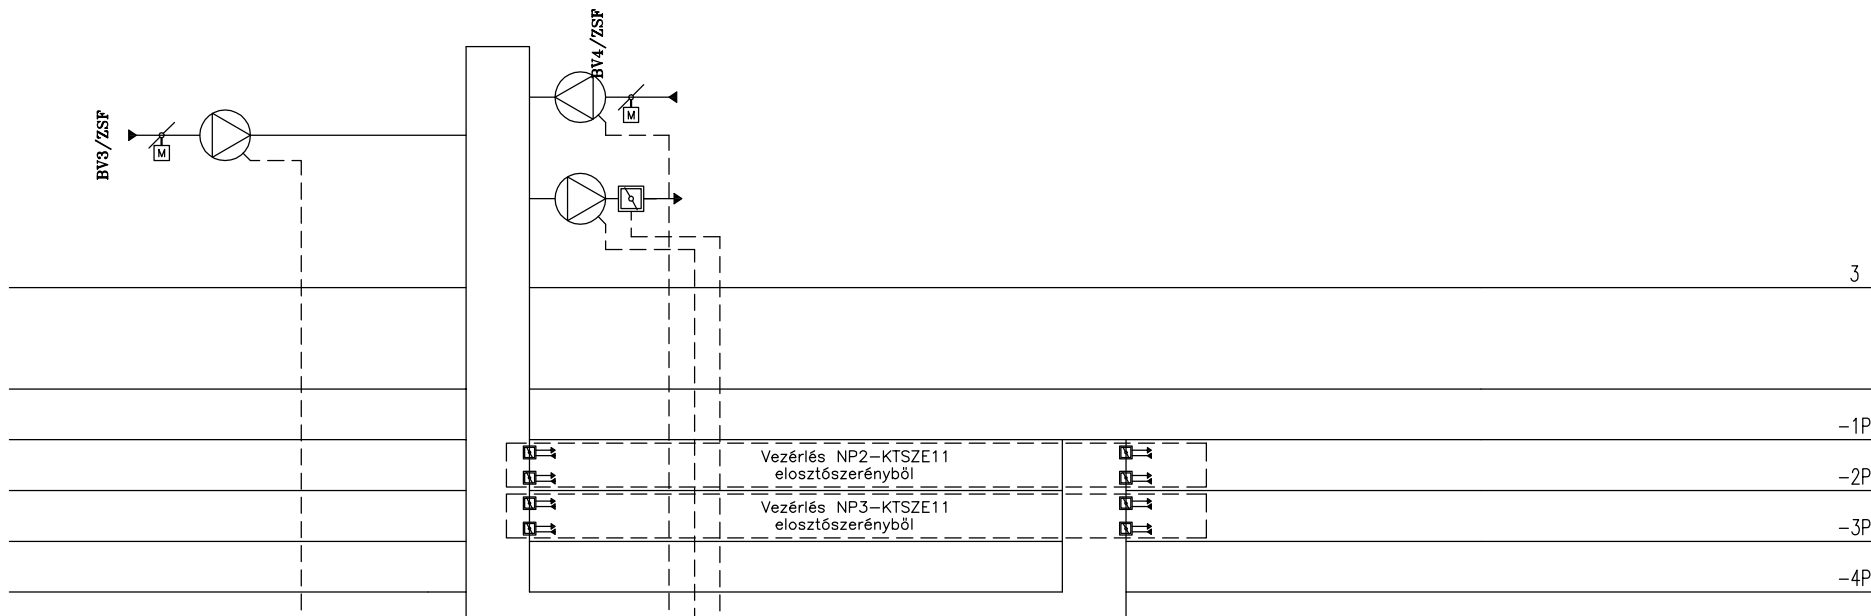 BV4/ZSF
M
BV3/ZSF
M
3
-1P
Vezérlés NP2-KTSZE11
elosztószerényből
-2P
Vezérlés NP3-KTSZE11
elosztószerényből
-3P
-4P